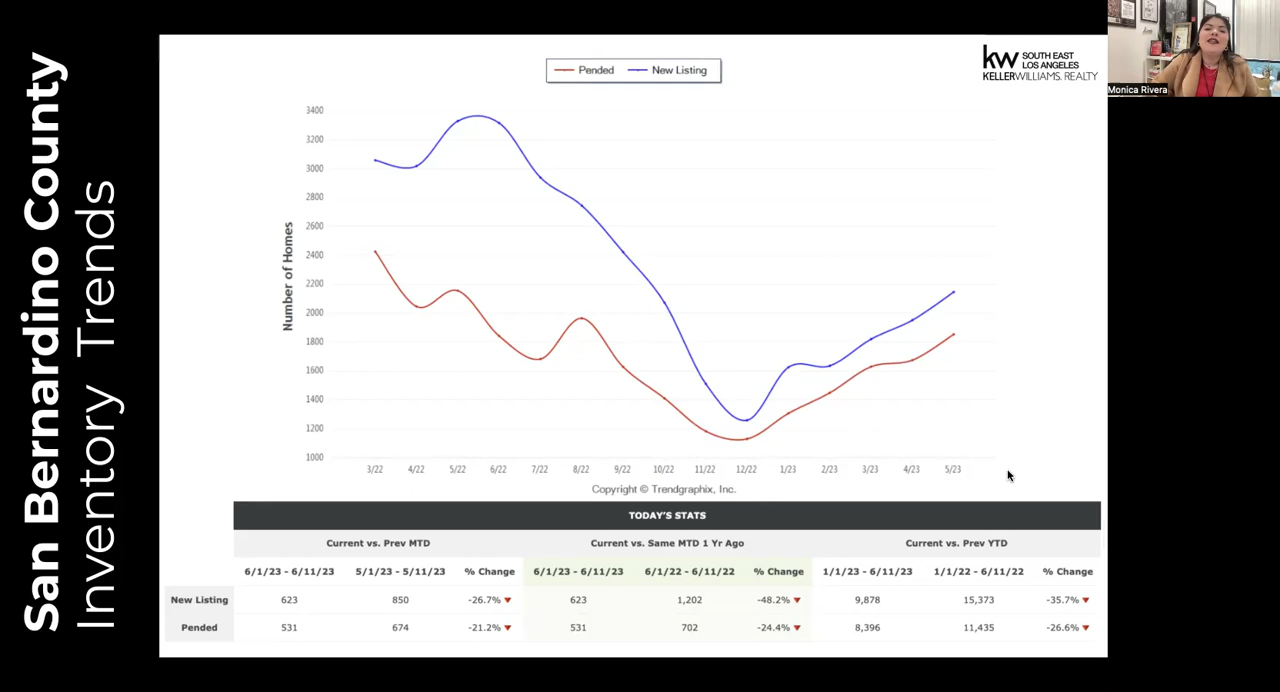 San Bernardino County
Inventory Trends
Pended New Listing
kw SOUTH EAST
LOS ANGELES
KELLERWILLIAMS. REALTY
Monica Rivera
Number of Homes
3400
3200
3000
2800
2600
2400
2200
2000
1800
1600
1400
1200
1000
3/22 4/22 5/22 6/22 7/22 8/22 9/22 10/22 11/22 12/22 1/23 2/23 3/23 4/23 5/23
Copyright © Trendgraphix, Inc.
TODAY'S STATS
Current vs. Prev MTD Current vs. Same MTD 1 Yr Ago Current vs. Prev YTD
6/1/23 - 6/11/23 5/1/23 - 5/11/23 % Change 6/1/23 - 6/11/23 6/1/22 - 6/11/22 % Change 1/1/23 - 6/11/23 1/1/22 - 6/11/22 % Change
New Listing 623 850 -26.7% 623 1,202 -48.2% 9,878 15,373 -35.7%
Pended 531 674 -21.2% 531 702 -24.4% 8,396 11,435 -26.6%